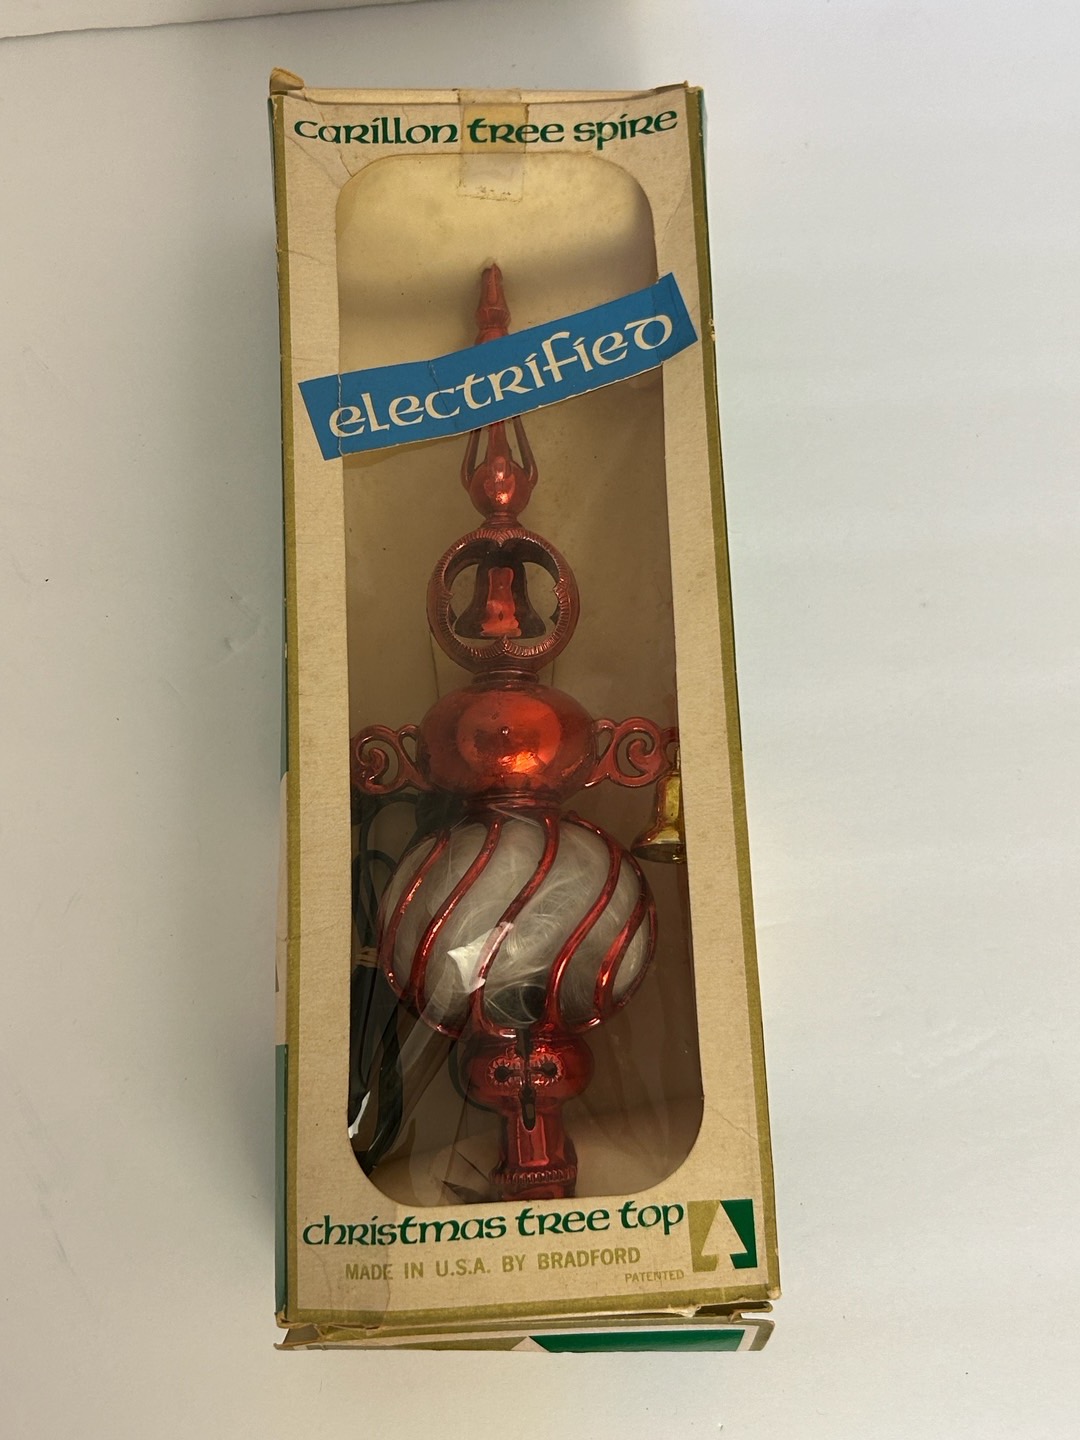 carillon tree spire
electrified
christmas tree top
MADE IN U.S.A. BY BRADFORD
PATENTED